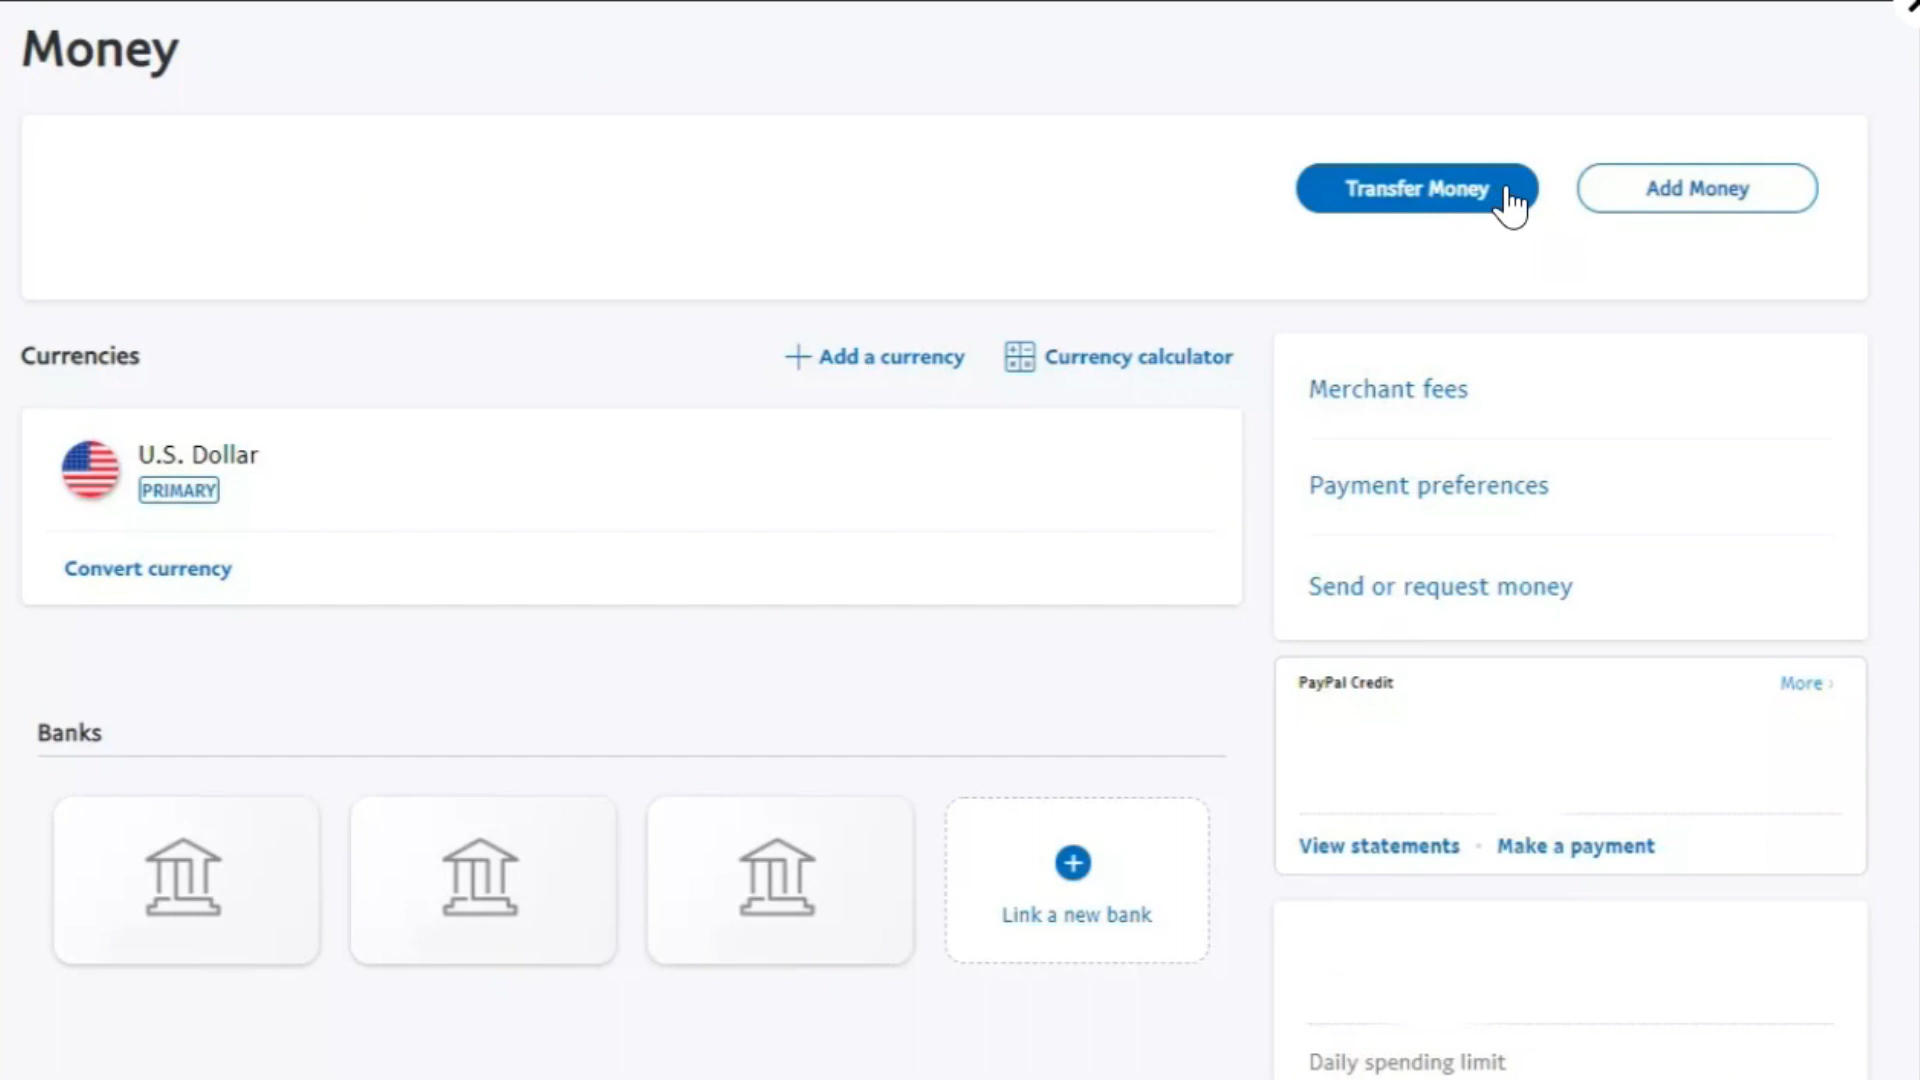 Money
Transfer Money
Add Money
Currencies
Add a currency
Currency calculator
U.S. Dollar
PRIMARY
Convert currency
Merchant fees
Payment preferences
Send or request money
PayPal Credit
More
View statements
Make a payment
Banks
Link a new bank
Daily spending limit